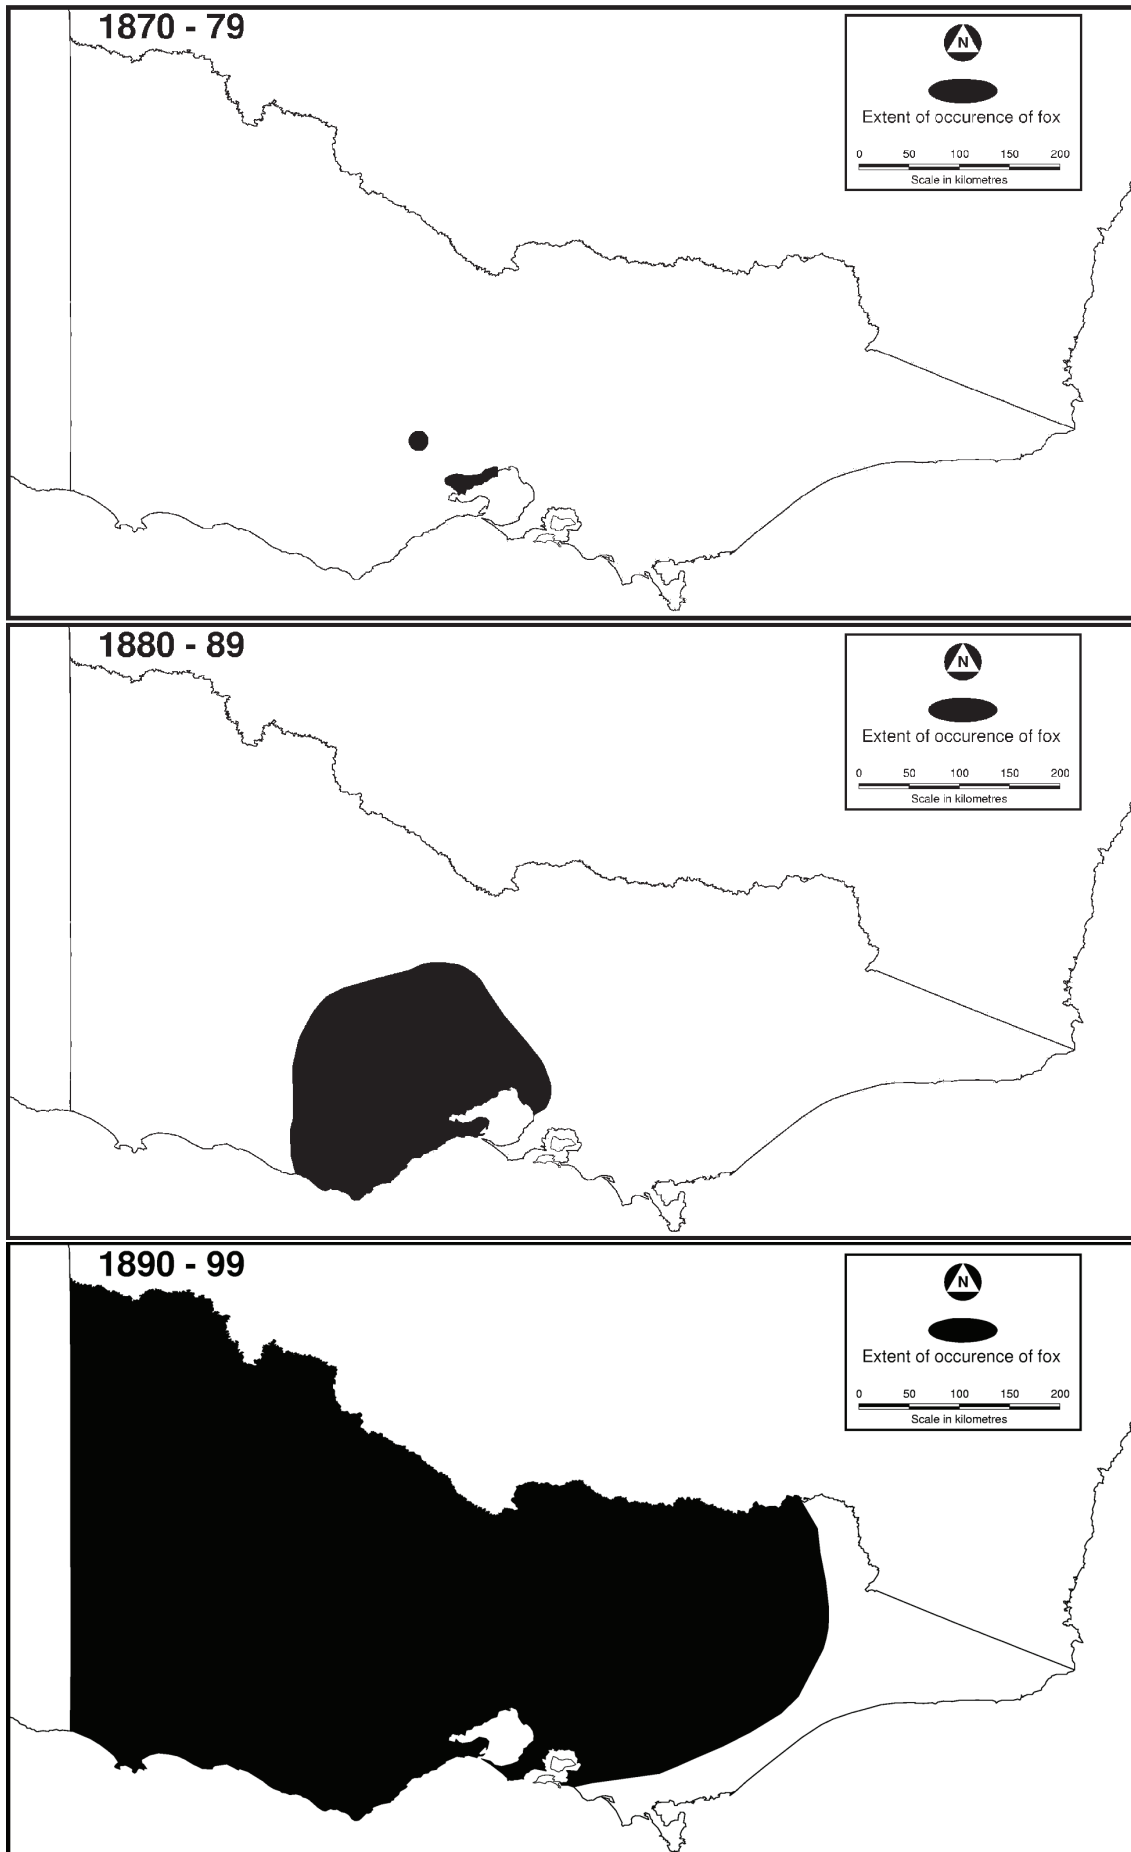 1870 - 79
N
Extent of occurence of fox
0 50 100 150 200
Scale in kilometres
1880 - 89
N
Extent of occurence of fox
0 50 100 150 200
Scale in kilometres
1890 - 99
N
Extent of occurence of fox
0 50 100 150 200
Scale in kilometres